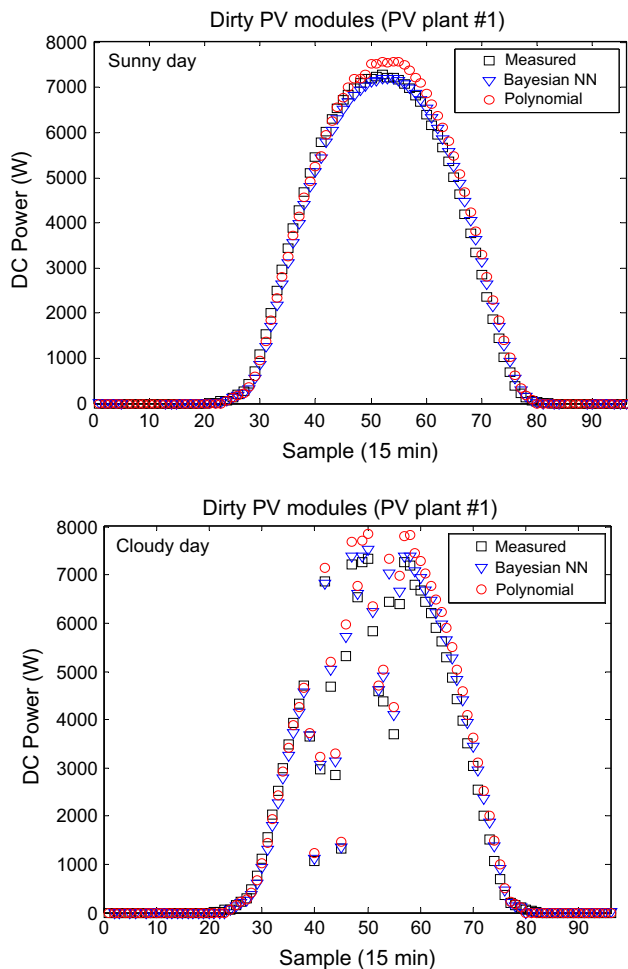 Dirty PV modules (PV plant #1)
8000
7000
6000
5000
4000
3000
2000
1000
0
DC Power (W)
Sunny day
Measured
Bayesian NN
Polynomial
0 10 20 30 40 50 60 70 80 90
Sample (15 min)
Dirty PV modules (PV plant #1)
8000
7000
6000
5000
4000
3000
2000
1000
0
DC Power (W)
Cloudy day
Measured
Bayesian NN
Polynomial
0 10 20 30 40 50 60 70 80 90
Sample (15 min)